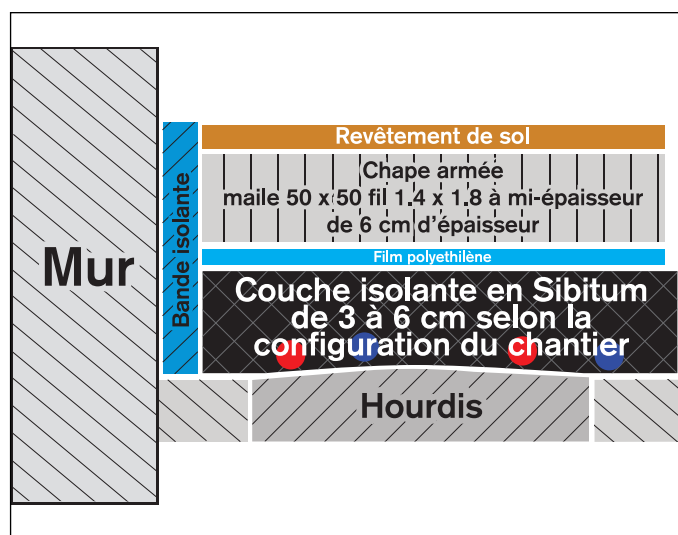 Revêtement de sol
Chape armée
maile 50 x 50 fil 1.4 x 1.8 à mi-épaisseur
de 6 cm d'épaisseur
Film polyethilène
Mur
Bande isolante
Couche isolante en Sibitum
de 3 à 6 cm selon la
configuration du chantier
Hourdis